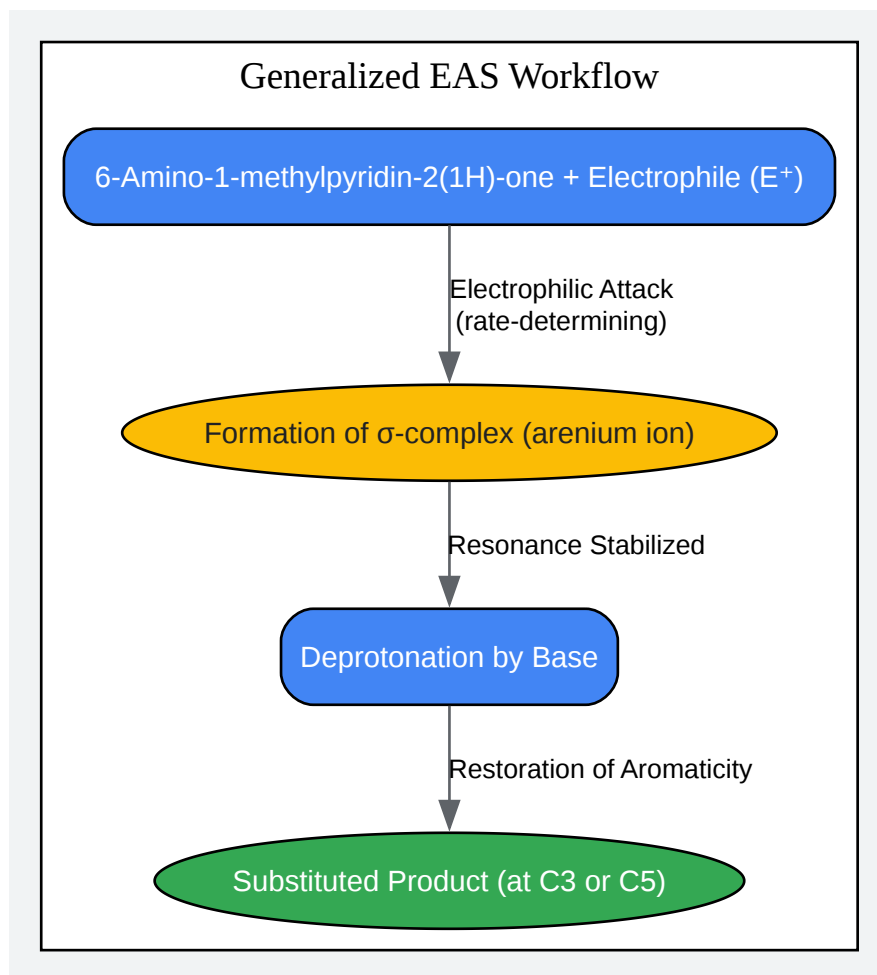 Generalized EAS Workflow
6-Amino-1-methylpyridin-2(1H)-one + Electrophile (E⁺)
Electrophilic Attack
(rate-determining)
Formation of σ-complex (arenium ion)
Resonance Stabilized
Deprotonation by Base
Restoration of Aromaticity
Substituted Product (at C3 or C5)